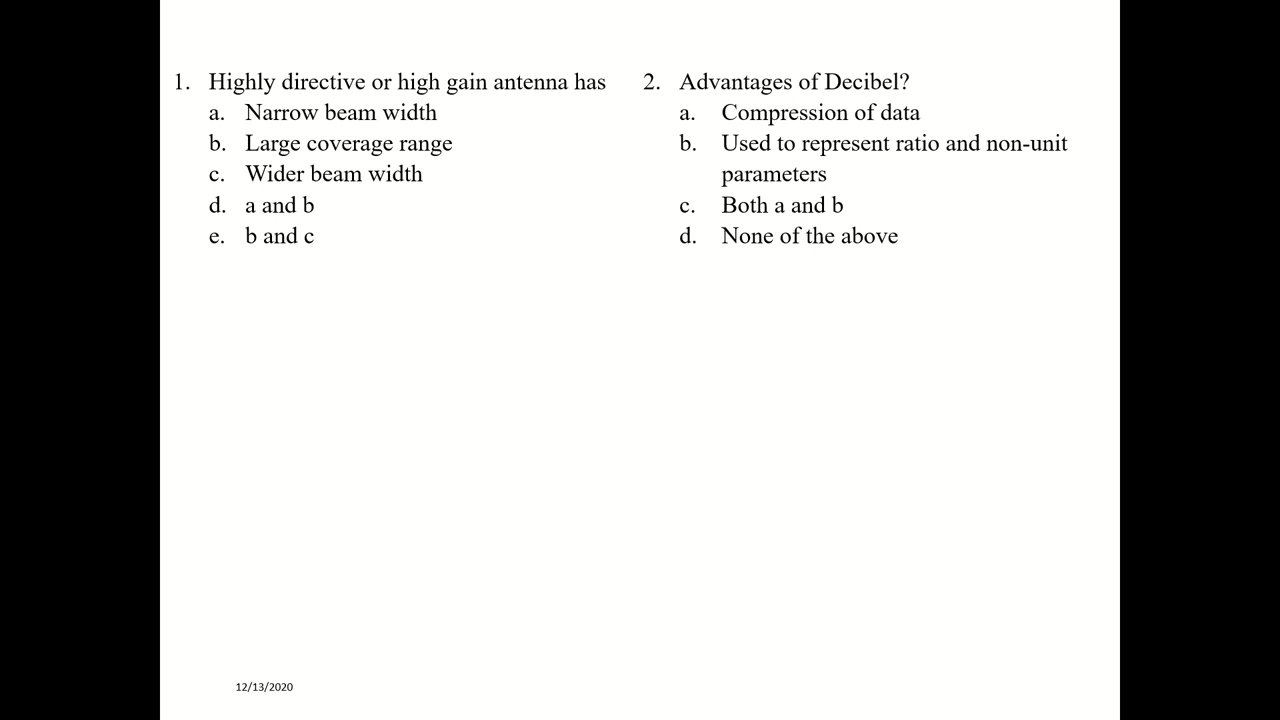 1. Highly directive or high gain antenna has
a. Narrow beam width
b. Large coverage range
c. Wider beam width
d. a and b
e. b and c
2. Advantages of Decibel?
a. Compression of data
b. Used to represent ratio and non-unit
parameters
c. Both a and b
d. None of the above
12/13/2020